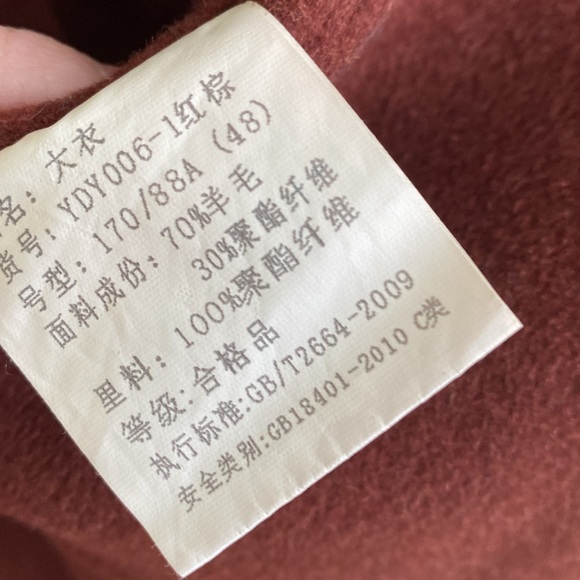 名: 大衣
货号: YDY006-1红棕
号型: 170/88A (48)
面料成份: 70%羊毛
30%聚酯纤维
里料: 100%聚酯纤维
等级: 合格品
执行标准:GB/T2664-2009
安全类别:GB18401-2010 C类